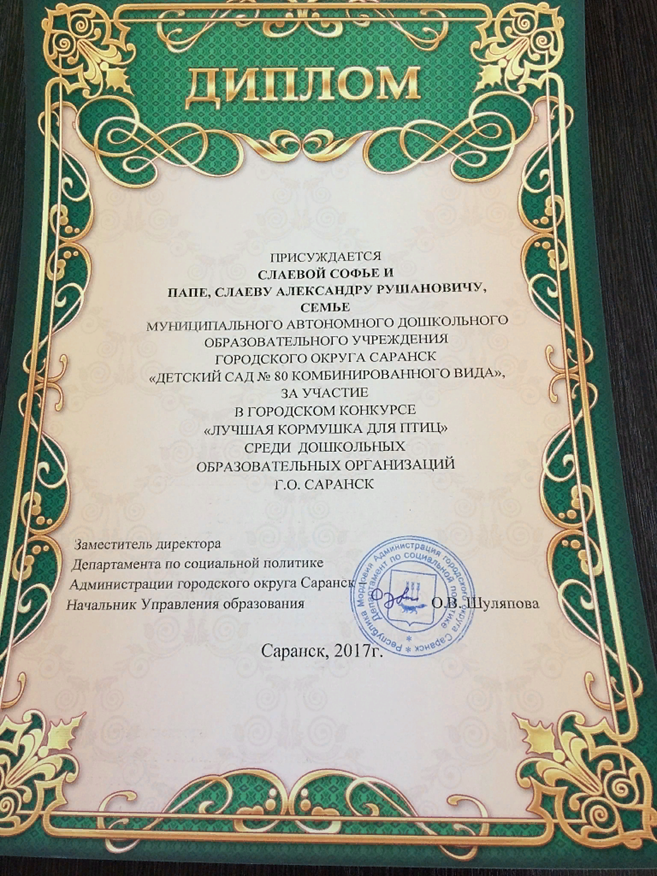 ДИПЛОМ
ПРИСУЖДАЕТСЯ
СЛАЕВОЙ СОФЬЕ И
ПАПЕ, СЛАЕВУ АЛЕКСАНДРУ РУШАНОВИЧУ,
СЕМЬЕ
МУНИЦИПАЛЬНОГО АВТОНОМНОГО ДОШКОЛЬНОГО
ОБРАЗОВАТЕЛЬНОГО УЧРЕЖДЕНИЯ
ГОРОДСКОГО ОКРУГА САРАНСК
«ДЕТСКИЙ САД № 80 КОМБИНИРОВАННОГО ВИДА»,
ЗА УЧАСТИЕ
В ГОРОДСКОМ КОНКУРСЕ
«ЛУЧШАЯ КОРМУШКА ДЛЯ ПТИЦ»
СРЕДИ ДОШКОЛЬНЫХ
ОБРАЗОВАТЕЛЬНЫХ ОРГАНИЗАЦИЙ
Г.О. САРАНСК
Заместитель директора
Департамента по социальной политике
Администрации городского округа Саранск –
Начальник Управления образования О.В. Шуляпова
Республика Мордовия Администрация городского округа Саранск
Департамент по социальной политике
Саранск, 2017г.